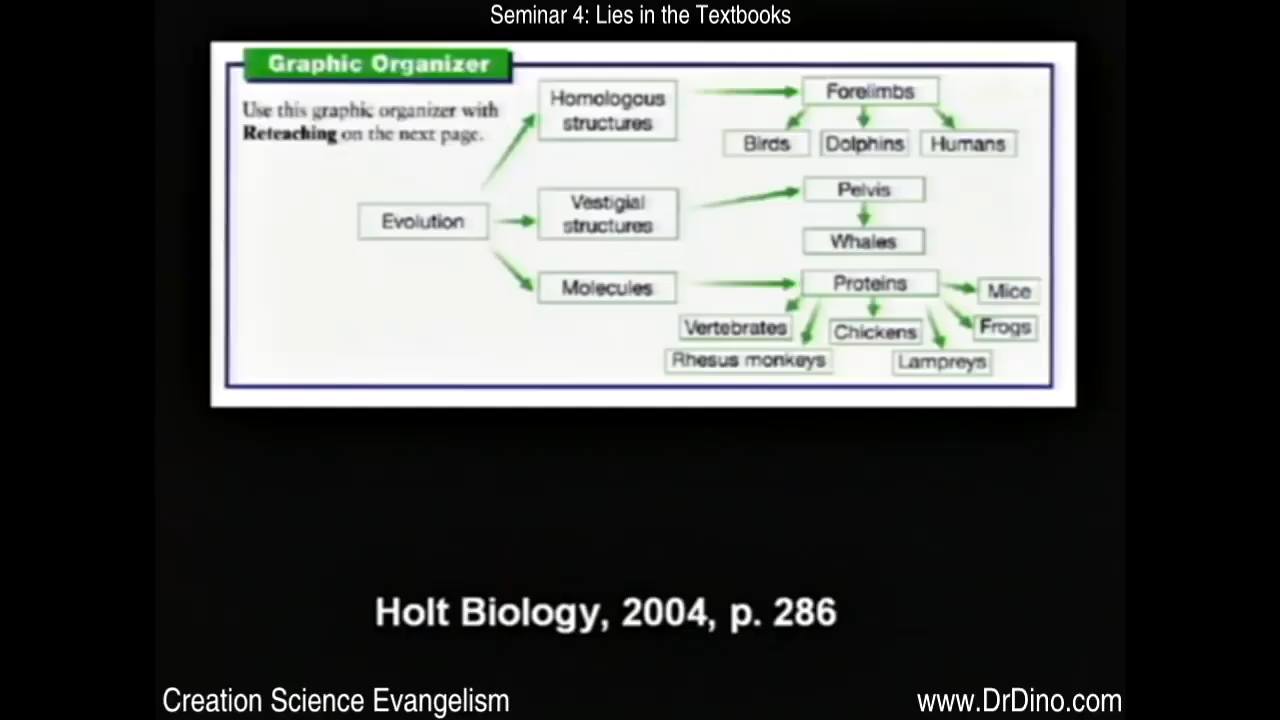 Seminar 4: Lies in the Textbooks
Graphic Organizer
Use this graphic organizer with
Reteaching on the next page.
Evolution
Homologous
structures
Forelimbs
Birds
Dolphins
Humans
Vestigial
structures
Pelvis
Whales
Molecules
Proteins
Mice
Vertebrates
Chickens
Frogs
Rhesus monkeys
Lampreys
Holt Biology, 2004, p. 286
Creation Science Evangelism
www.DrDino.com